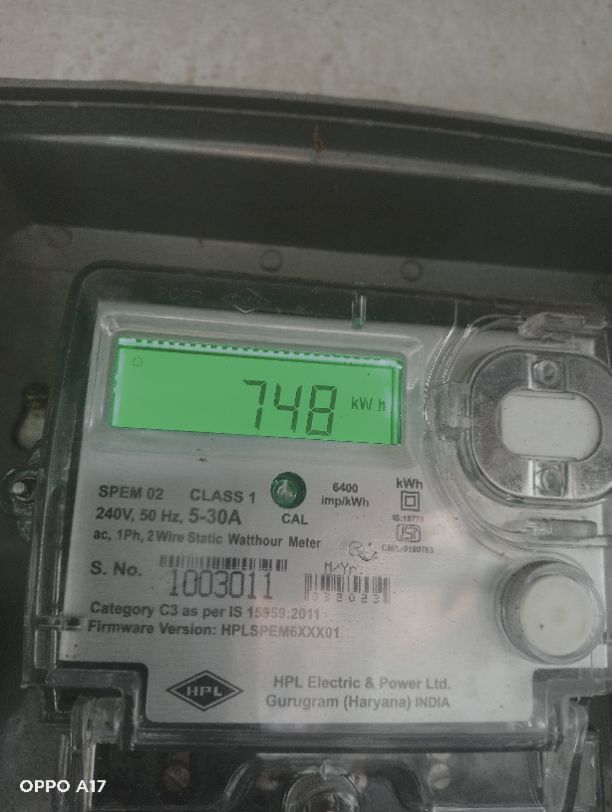 748 kWh
SPEM 02 CLASS 1
6400 imp/kWh
kWh
240V, 50 Hz, 5-30A
CAL
ac, 1Ph, 2 Wire Static Watthour Meter
S. No. 1003011
M/Yr.
032023
Category C3 as per IS 15959:2011
Firmware Version: HPLSPEM6XXX01
HPL
HPL Electric & Power Ltd.
Gurugram (Haryana) INDIA
OPPO A17